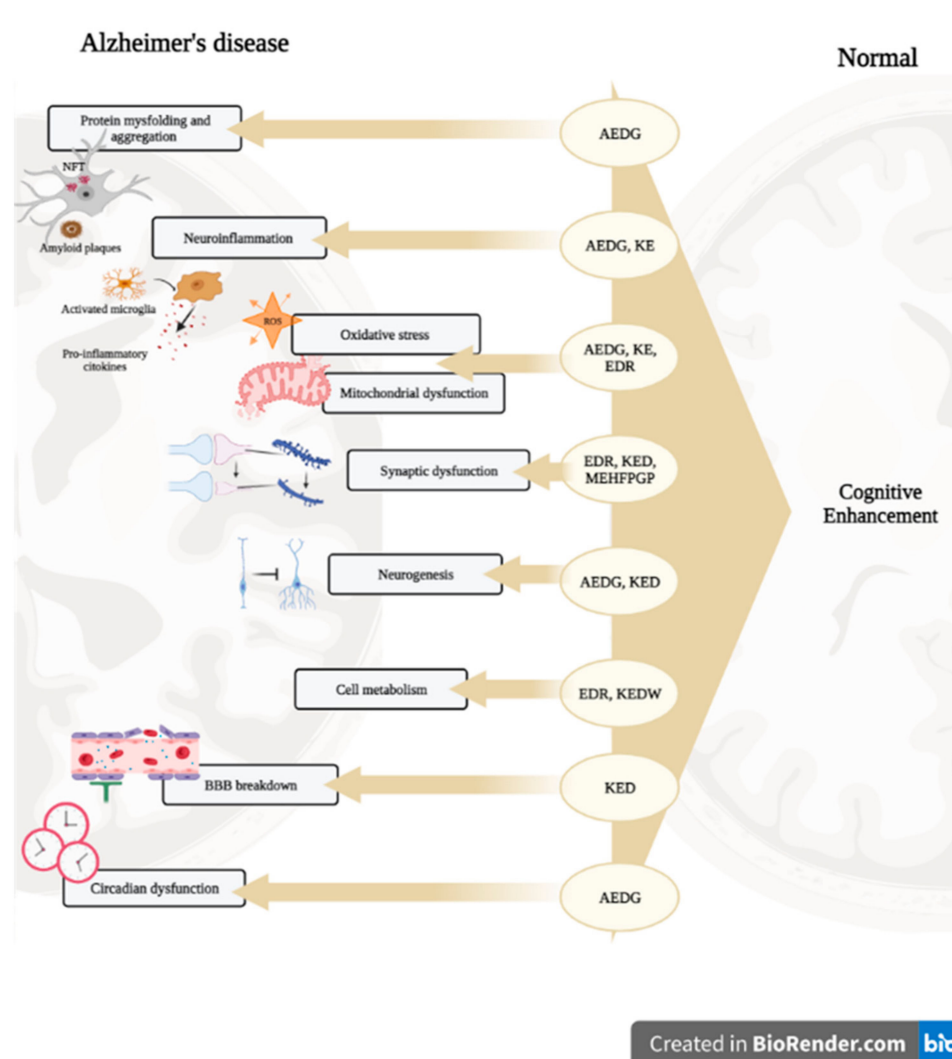 Alzheimer's disease
Normal
Protein mysfolding and
aggregation
AEDG
NFT
Amyloid plaques
Neuroinflammation
AEDG, KE
Activated microglia
Pro-inflammatory
citokines
ROS
Oxidative stress
Mitochondrial dysfunction
AEDG, KE,
EDR
Synaptic dysfunction
EDR, KED,
MEHFPGP
Cognitive
Enhancement
Neurogenesis
AEDG, KED
Cell metabolism
EDR, KEDW
BBB breakdown
KED
Circadian dysfunction
AEDG
Created in BioRender.com